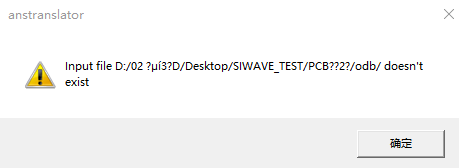 anstranslator
Input file D:/02 ?µí3?D/Desktop/SIWAVE_TEST/PCB??2?/odb/ doesn't
exist
确定